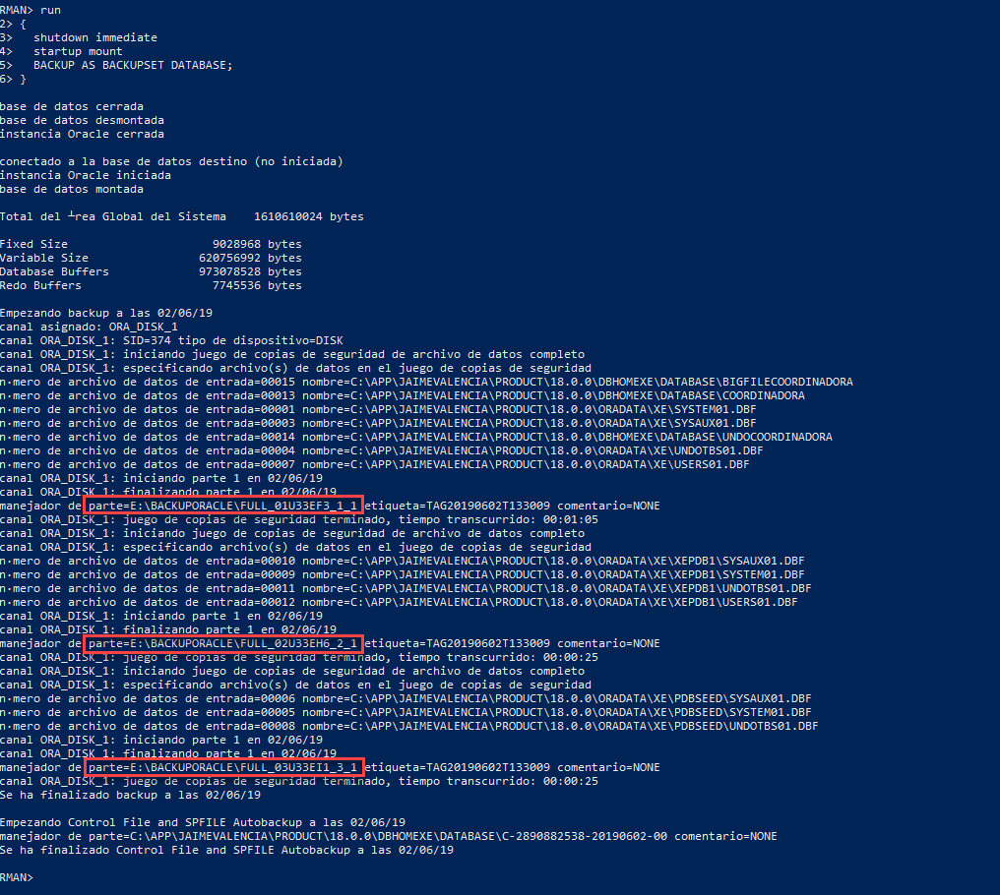 RMAN> run
2> {
3>   shutdown immediate
4>   startup mount
5>   BACKUP AS BACKUPSET DATABASE;
6> }
base de datos cerrada
base de datos desmontada
instancia Oracle cerrada
conectado a la base de datos destino (no iniciada)
instancia Oracle iniciada
base de datos montada
Total del ┴rea Global del Sistema    1610610024 bytes
Fixed Size                     9028968 bytes
Variable Size                620756992 bytes
Database Buffers             973078528 bytes
Redo Buffers                   7745536 bytes
Empezando backup a las 02/06/19
canal asignado: ORA_DISK_1
canal ORA_DISK_1: SID=374 tipo de dispositivo=DISK
canal ORA_DISK_1: iniciando juego de copias de seguridad de archivo de datos completo
canal ORA_DISK_1: especificando archivo(s) de datos en el juego de copias de seguridad
n·mero de archivo de datos de entrada=00015 nombre=C:\APP\JAIMEVALENCIA\PRODUCT\18.0.0\DBHOMEXE\DATABASE\BIGFILECOORDINADORA
n·mero de archivo de datos de entrada=00013 nombre=C:\APP\JAIMEVALENCIA\PRODUCT\18.0.0\DBHOMEXE\DATABASE\COORDINADORA
n·mero de archivo de datos de entrada=00001 nombre=C:\APP\JAIMEVALENCIA\PRODUCT\18.0.0\ORADATA\XE\SYSTEM01.DBF
n·mero de archivo de datos de entrada=00003 nombre=C:\APP\JAIMEVALENCIA\PRODUCT\18.0.0\ORADATA\XE\SYSAUX01.DBF
n·mero de archivo de datos de entrada=00014 nombre=C:\APP\JAIMEVALENCIA\PRODUCT\18.0.0\DBHOMEXE\DATABASE\UNDOCOORDINADORA
n·mero de archivo de datos de entrada=00004 nombre=C:\APP\JAIMEVALENCIA\PRODUCT\18.0.0\ORADATA\XE\UNDOTBS01.DBF
n·mero de archivo de datos de entrada=00007 nombre=C:\APP\JAIMEVALENCIA\PRODUCT\18.0.0\ORADATA\XE\USERS01.DBF
canal ORA_DISK_1: iniciando parte 1 en 02/06/19
canal ORA_DISK_1: finalizando parte 1 en 02/06/19
manejador de parte=E:\BACKUPORACLE\FULL_01U33EF3_1_1 etiqueta=TAG20190602T133009 comentario=NONE
canal ORA_DISK_1: juego de copias de seguridad terminado, tiempo transcurrido: 00:01:05
canal ORA_DISK_1: iniciando juego de copias de seguridad de archivo de datos completo
canal ORA_DISK_1: especificando archivo(s) de datos en el juego de copias de seguridad
n·mero de archivo de datos de entrada=00010 nombre=C:\APP\JAIMEVALENCIA\PRODUCT\18.0.0\ORADATA\XE\XEPDB1\SYSAUX01.DBF
n·mero de archivo de datos de entrada=00009 nombre=C:\APP\JAIMEVALENCIA\PRODUCT\18.0.0\ORADATA\XE\XEPDB1\SYSTEM01.DBF
n·mero de archivo de datos de entrada=00011 nombre=C:\APP\JAIMEVALENCIA\PRODUCT\18.0.0\ORADATA\XE\XEPDB1\UNDOTBS01.DBF
n·mero de archivo de datos de entrada=00012 nombre=C:\APP\JAIMEVALENCIA\PRODUCT\18.0.0\ORADATA\XE\XEPDB1\USERS01.DBF
canal ORA_DISK_1: iniciando parte 1 en 02/06/19
canal ORA_DISK_1: finalizando parte 1 en 02/06/19
manejador de parte=E:\BACKUPORACLE\FULL_02U33EH6_2_1 etiqueta=TAG20190602T133009 comentario=NONE
canal ORA_DISK_1: juego de copias de seguridad terminado, tiempo transcurrido: 00:00:25
canal ORA_DISK_1: iniciando juego de copias de seguridad de archivo de datos completo
canal ORA_DISK_1: especificando archivo(s) de datos en el juego de copias de seguridad
n·mero de archivo de datos de entrada=00006 nombre=C:\APP\JAIMEVALENCIA\PRODUCT\18.0.0\ORADATA\XE\PDBSEED\SYSAUX01.DBF
n·mero de archivo de datos de entrada=00005 nombre=C:\APP\JAIMEVALENCIA\PRODUCT\18.0.0\ORADATA\XE\PDBSEED\SYSTEM01.DBF
n·mero de archivo de datos de entrada=00008 nombre=C:\APP\JAIMEVALENCIA\PRODUCT\18.0.0\ORADATA\XE\PDBSEED\UNDOTBS01.DBF
canal ORA_DISK_1: iniciando parte 1 en 02/06/19
canal ORA_DISK_1: finalizando parte 1 en 02/06/19
manejador de parte=E:\BACKUPORACLE\FULL_03U33EI1_3_1 etiqueta=TAG20190602T133009 comentario=NONE
canal ORA_DISK_1: juego de copias de seguridad terminado, tiempo transcurrido: 00:00:25
Se ha finalizado backup a las 02/06/19
Empezando Control File and SPFILE Autobackup a las 02/06/19
manejador de parte=C:\APP\JAIMEVALENCIA\PRODUCT\18.0.0\DBHOMEXE\DATABASE\C-2890882538-20190602-00 comentario=NONE
Se ha finalizado Control File and SPFILE Autobackup a las 02/06/19
RMAN>